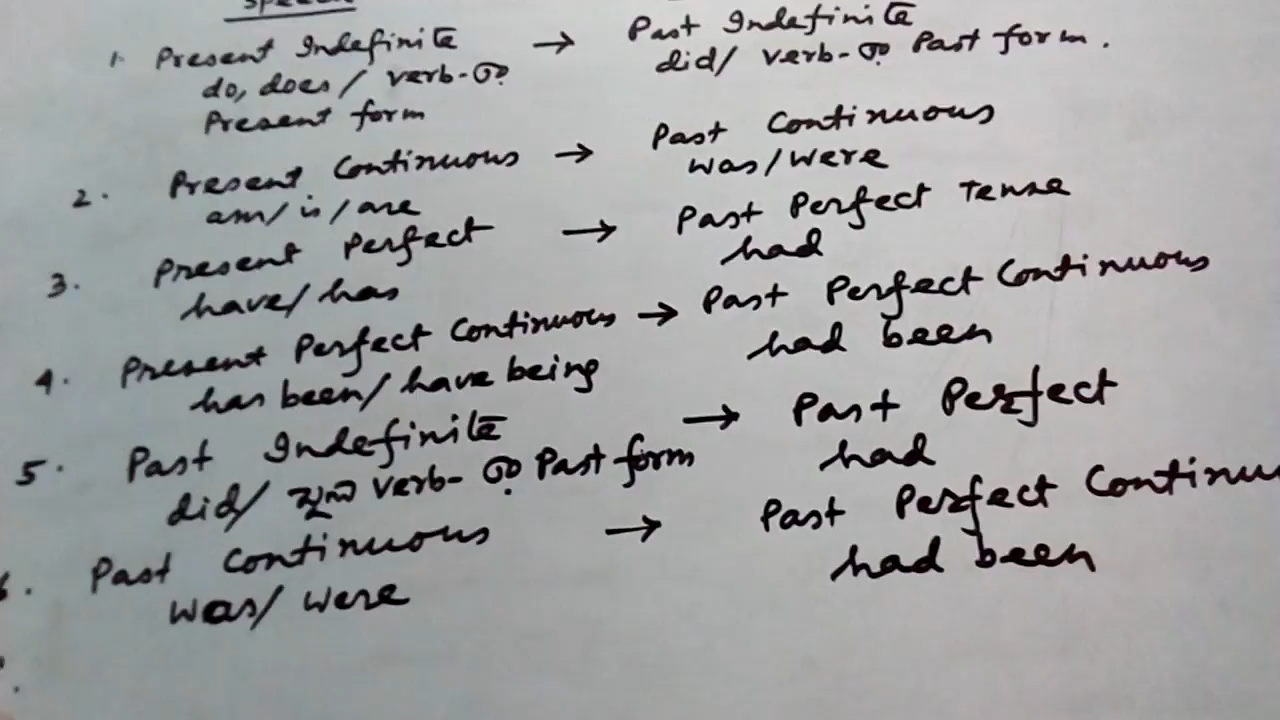 Speech
1. Present Indefinite → Past Indefinite
do, does/ verb-ର did/ verb-ର Past form.
Present form
2. Present Continuous → Past Continuous
am/ is/ are was/were
3. Present Perfect → Past Perfect Tense
have/ has had
4. Present Perfect Continuous → Past Perfect Continuous
has been/ have being had been
5. Past Indefinite → Past Perfect
did/ ମୂଳ verb-ର Past form had
6. Past Continuous → Past Perfect Continu
was/ were had been